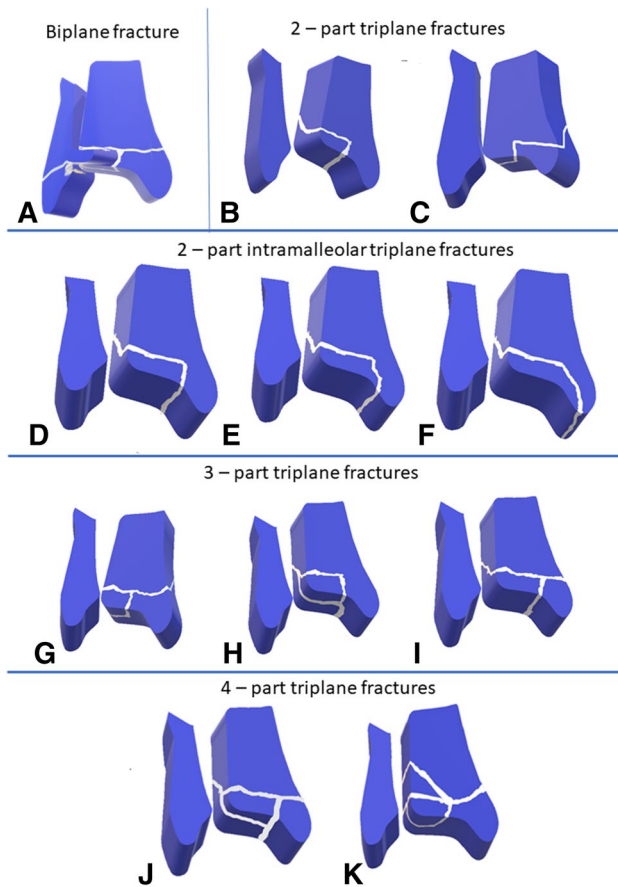 Biplane fracture
2 – part triplane fractures
A
B
C
2 – part intramalleolar triplane fractures
D
E
F
3 – part triplane fractures
G
H
I
4 – part triplane fractures
J
K